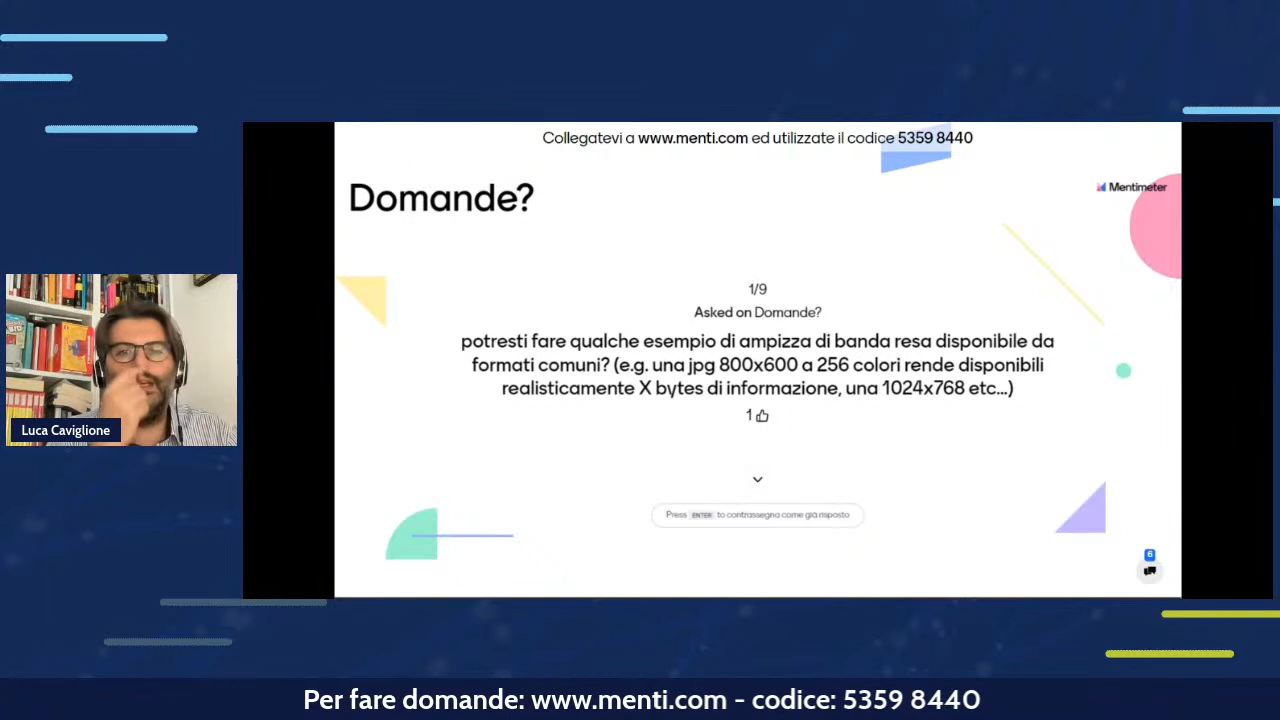 Collegatevi a www.menti.com ed utilizzate il codice 5359 8440
Domande?
Mentimeter
1/9
Asked on Domande?
potresti fare qualche esempio di ampizza di banda resa disponibile da
formati comuni? (e.g. una jpg 800x600 a 256 colori rende disponibili
realisticamente X bytes di informazione, una 1024x768 etc...)
1
Press ENTER to contrassegna come già risposto
6
Luca Caviglione
Per fare domande: www.menti.com - codice: 5359 8440